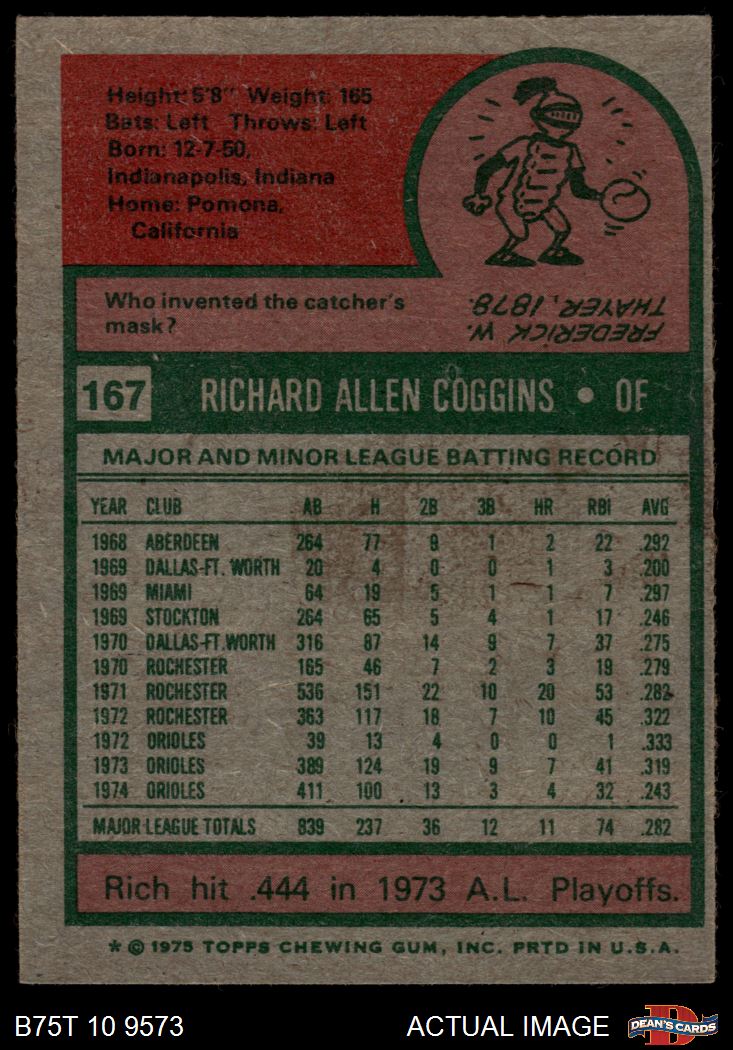 Height: 5'8" Weight: 165
Bats: Left Throws: Left
Born: 12-7-50,
Indianapolis, Indiana
Home: Pomona,
California
Who invented the catcher's
mask?
FREDERICK W.
THAYER, 1878.
167 RICHARD ALLEN COGGINS • OF
MAJOR AND MINOR LEAGUE BATTING RECORD
YEAR CLUB AB H 2B 3B HR RBI AVG
1968 ABERDEEN 264 77 9 1 2 22 .292
1969 DALLAS-FT. WORTH 20 4 0 0 1 3 .200
1969 MIAMI 64 19 5 1 1 7 .297
1969 STOCKTON 264 65 5 4 1 17 .246
1970 DALLAS-FT.WORTH 316 87 14 9 7 37 .275
1970 ROCHESTER 165 46 7 2 3 19 .279
1971 ROCHESTER 536 151 22 10 20 53 .282
1972 ROCHESTER 363 117 18 7 10 45 .322
1972 ORIOLES 39 13 4 0 0 1 .333
1973 ORIOLES 389 124 19 9 7 41 .319
1974 ORIOLES 411 100 13 3 4 32 .243
MAJOR LEAGUE TOTALS 839 237 36 12 11 74 .282
Rich hit .444 in 1973 A.L. Playoffs.
* © 1975 TOPPS CHEWING GUM, INC. PRTD IN U.S.A.
B75T 10 9573 ACTUAL IMAGE D DEAN'S CARDS